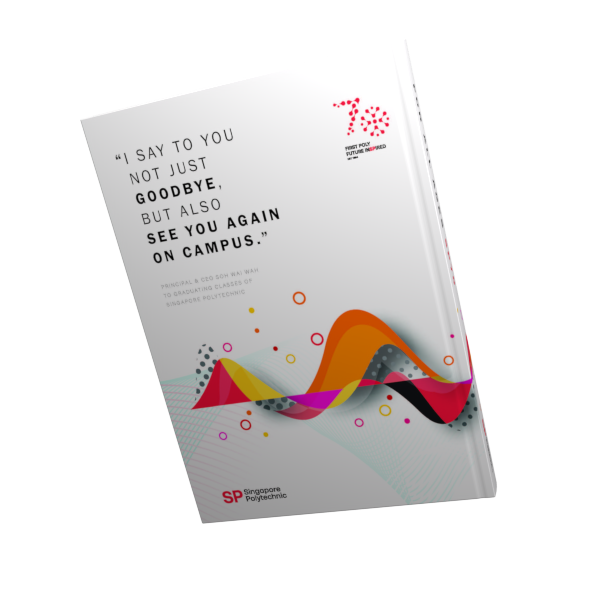 “I SAY TO YOU
NOT JUST
GOODBYE,
BUT ALSO
SEE YOU AGAIN
ON CAMPUS.”
PRINCIPAL & CEO SOH WAI WAH
TO GRADUATING CLASSES OF
SINGAPORE POLYTECHNIC
70
FIRST POLY
FUTURE INSPIRED
SP Singapore
Polytechnic